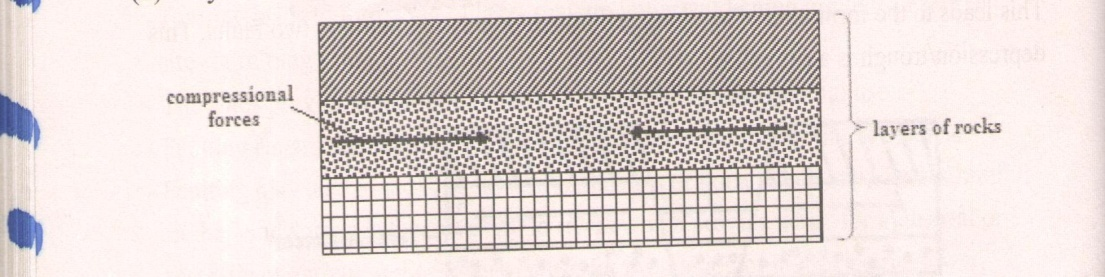 compressional
forces
layers of rocks